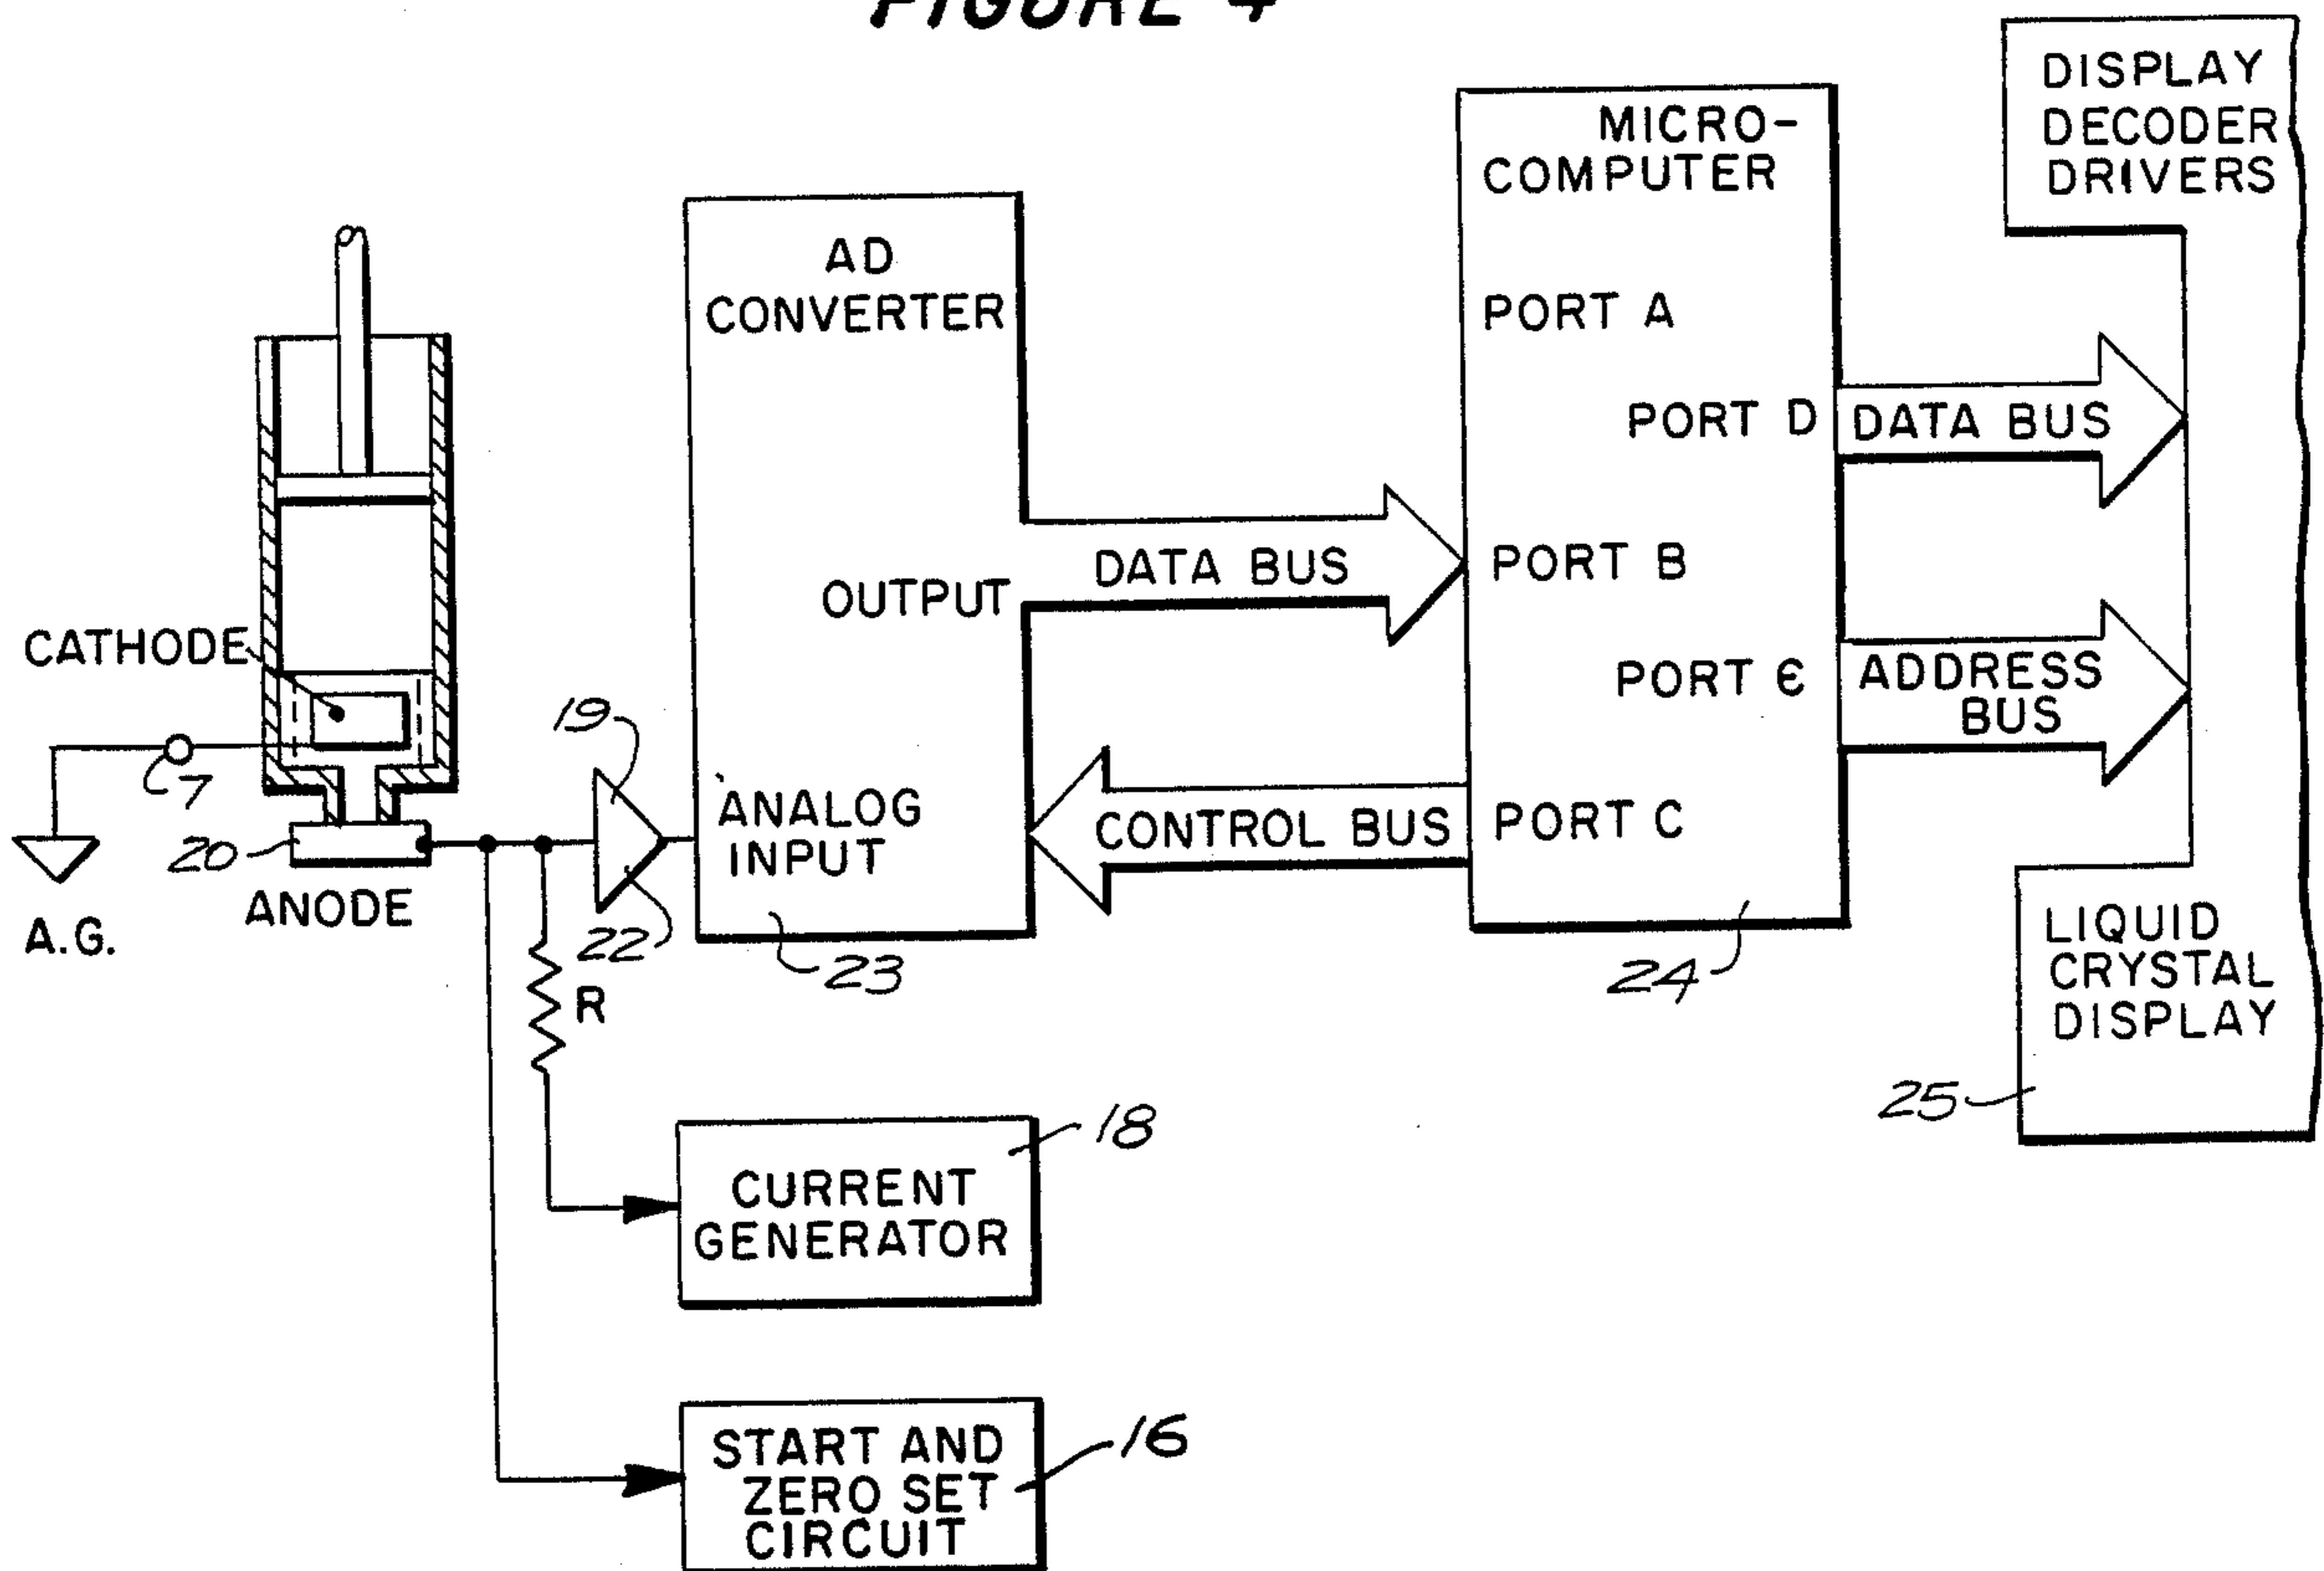 FIGURE 4
DISPLAY
DECODER
DRIVERS
MICRO-
COMPUTER
AD
CONVERTER
PORT A
PORT D
DATA BUS
OUTPUT
DATA BUS
PORT B
CATHODE
PORT E
ADDRESS
BUS
19
7
ANALOG
INPUT
CONTROL BUS
PORT C
20
ANODE
A.G.
22
23
24
LIQUID
CRYSTAL
DISPLAY
25
R
18
CURRENT
GENERATOR
START AND
ZERO SET
CIRCUIT
16